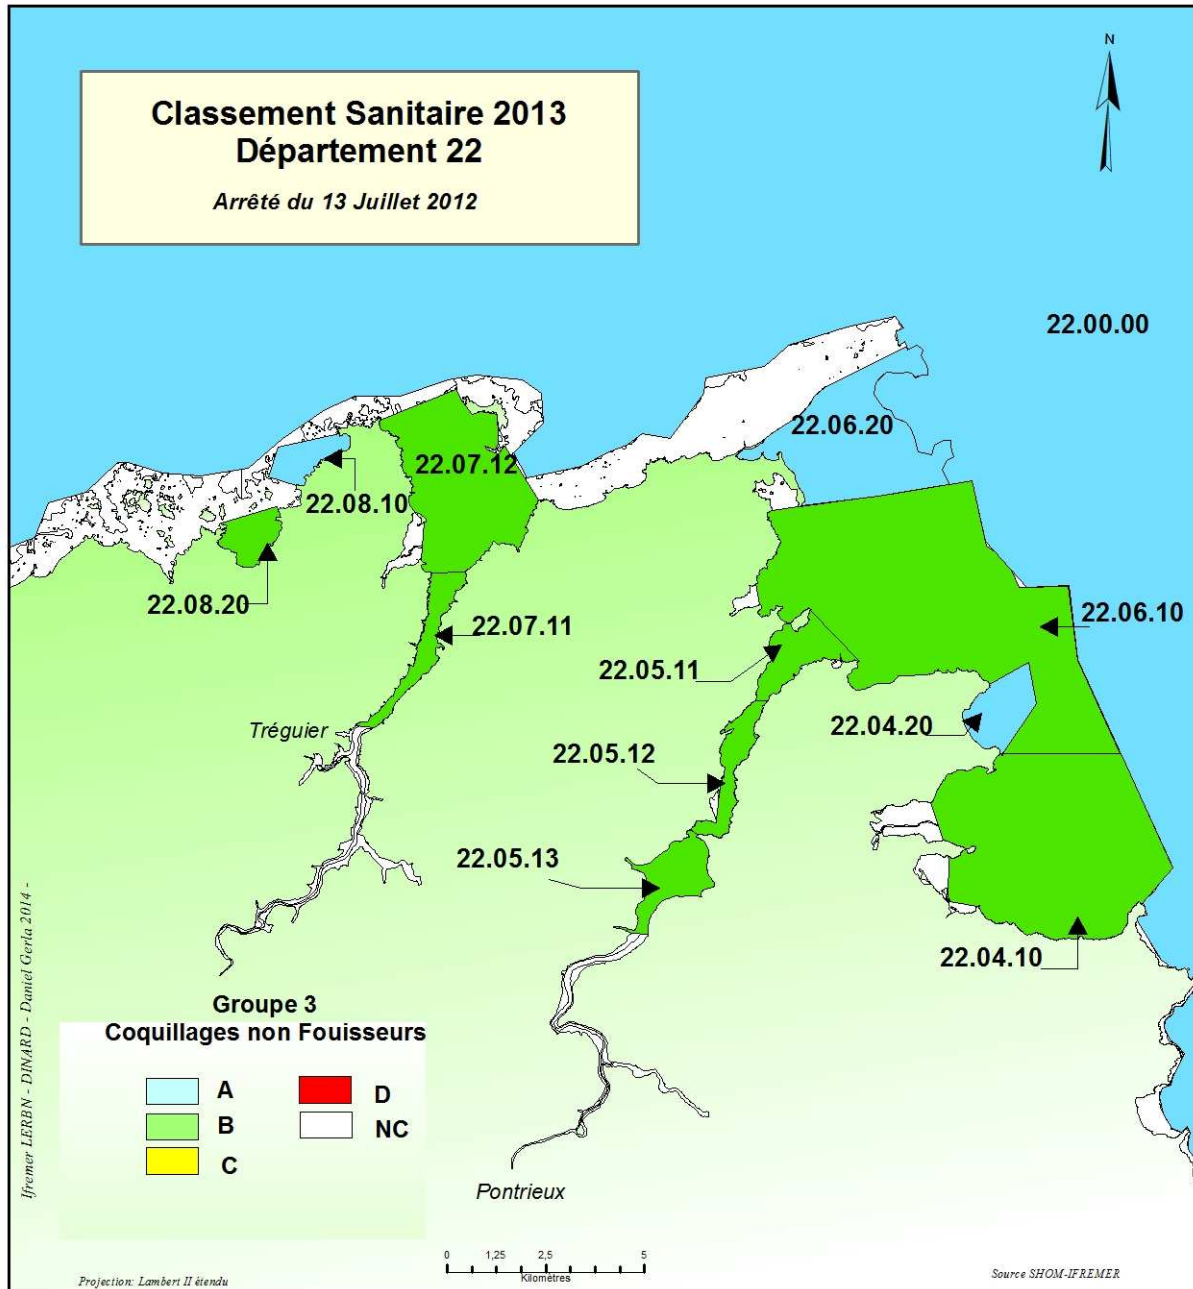 N
Classement Sanitaire 2013
Département 22
Arrêté du 13 Juillet 2012
22.00.00
22.06.20
22.07.12
22.08.10
22.08.20
22.07.11
22.06.10
22.05.11
22.04.20
Tréguier
22.05.12
22.05.13
22.04.10
Groupe 3
Coquillages non Fouisseurs
A
D
B
NC
C
Pontrieux
0 1,25 2,5 5
Kilomètres
Ifremer LERBN - DINARD - Daniel Gerla 2014 -
Projection: Lambert II étendu
Source SHOM-IFREMER